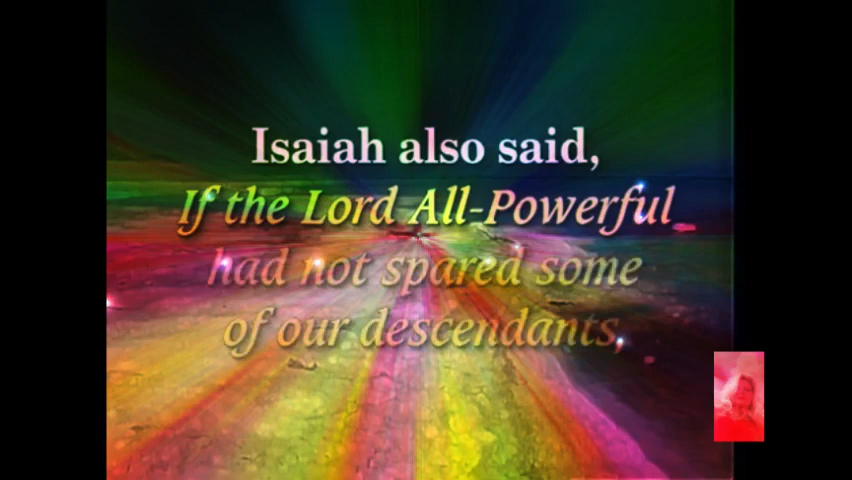 Isaiah also said,
If the Lord All-Powerful
had not spared some
of our descendants,